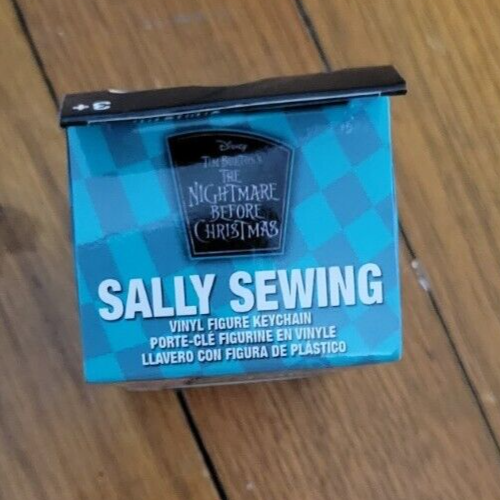 3+
Disney
TIM BURTON'S
THE
NIGHTMARE
BEFORE
CHRISTMAS
SALLY SEWING
VINYL FIGURE KEYCHAIN
PORTE-CLÉ FIGURINE EN VINYLE
LLAVERO CON FIGURA DE PLÁSTICO